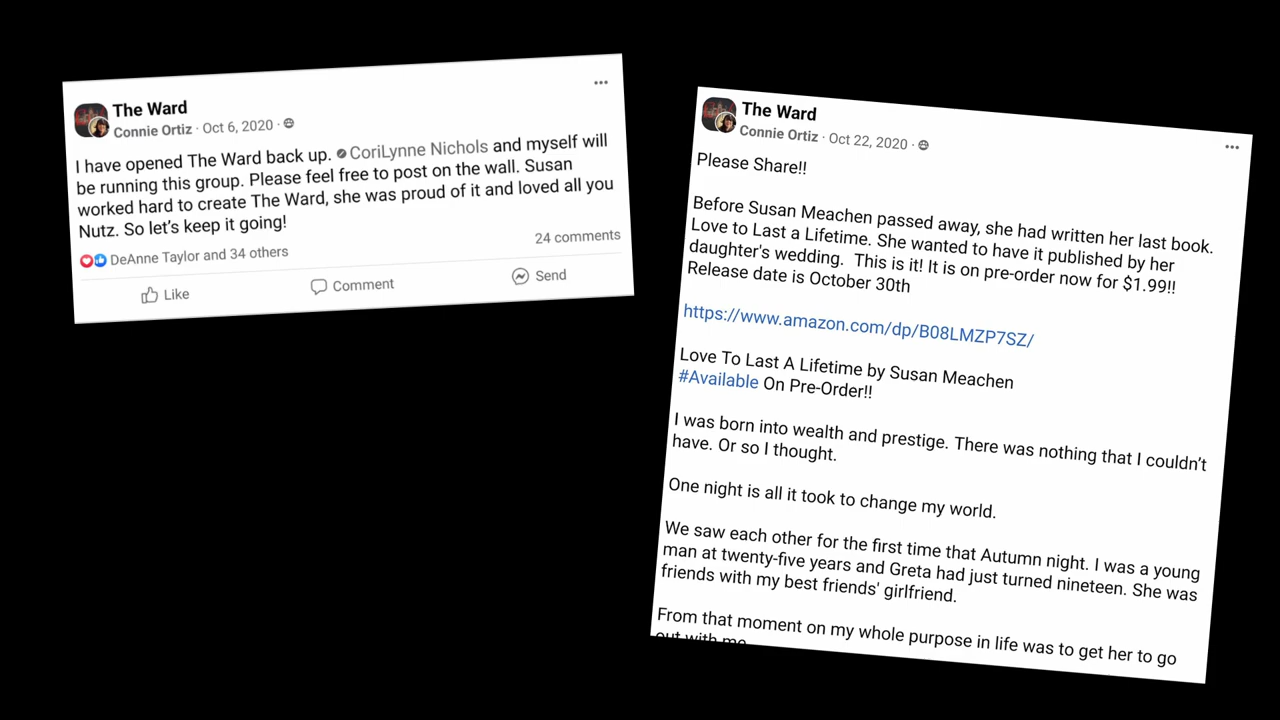 The Ward
Connie Ortiz · Oct 6, 2020 ·
I have opened The Ward back up. CoriLynne Nichols and myself will
be running this group. Please feel free to post on the wall. Susan
worked hard to create The Ward, she was proud of it and loved all you
Nutz. So let's keep it going!
DeAnne Taylor and 34 others
24 comments
Like
Comment
Send
The Ward
Connie Ortiz · Oct 22, 2020 ·
Please Share!!
Before Susan Meachen passed away, she had written her last book.
Love to Last a Lifetime. She wanted to have it published by her
daughter's wedding. This is it! It is on pre-order now for $1.99!!
Release date is October 30th
https://www.amazon.com/dp/B08LMZP7SZ/
Love To Last A Lifetime by Susan Meachen
#Available On Pre-Order!!
I was born into wealth and prestige. There was nothing that I couldn't
have. Or so I thought.
One night is all it took to change my world.
We saw each other for the first time that Autumn night. I was a young
man at twenty-five years and Greta had just turned nineteen. She was
friends with my best friends' girlfriend.
From that moment on my whole purpose in life was to get her to go
out with me